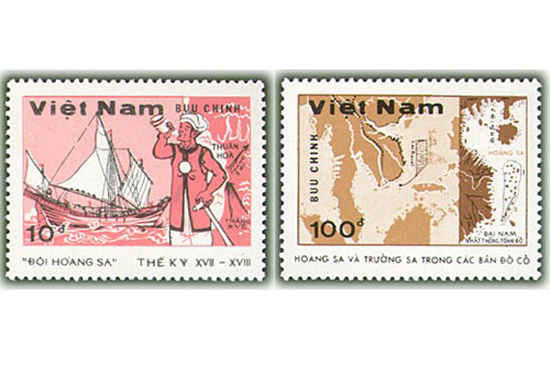 Việt Nam
BƯU CHÍNH
THUẬN
HÓA
10đ
"ĐỘI HOÀNG SA" THẾ KỶ XVII - XVIII
Việt Nam
BƯU CHÍNH
HOÀNG SA
100đ
ĐẠI NAM
NHẤT THỐNG TOÀN ĐỒ
HOÀNG SA VÀ TRƯỜNG SA TRONG CÁC BẢN ĐỒ CỔ